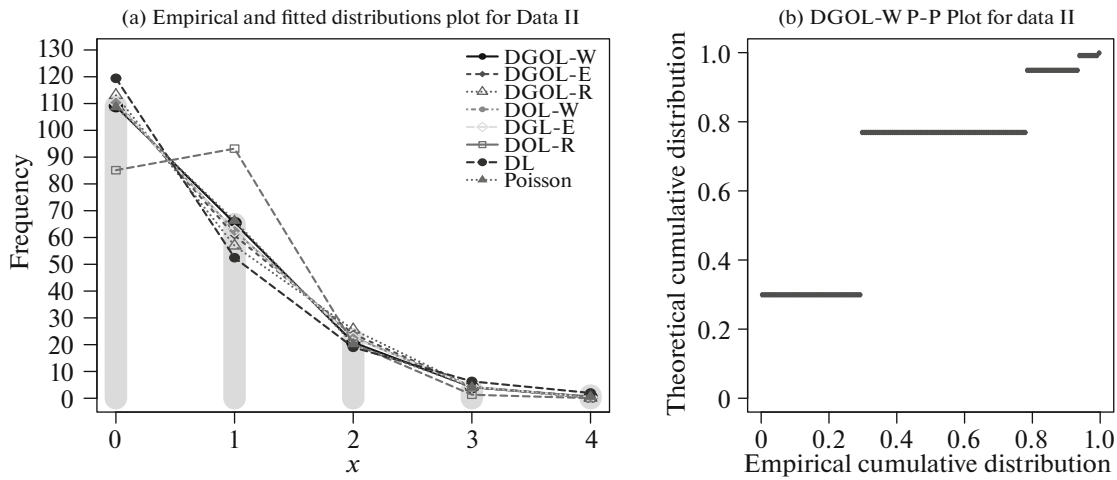 (a) Empirical and fitted distributions plot for Data II
130
120
110
100
90
80
70
60
50
40
30
20
10
0
Frequency
DGOL-W
DGOL-E
DGOL-R
DOL-W
DGL-E
DOL-R
DL
Poisson
0 1 2 3 4
x
(b) DGOL-W P-P Plot for data II
1.0
0.8
0.6
0.4
0.2
0
Theoretical cumulative distribution
0 0.2 0.4 0.6 0.8 1.0
Empirical cumulative distribution